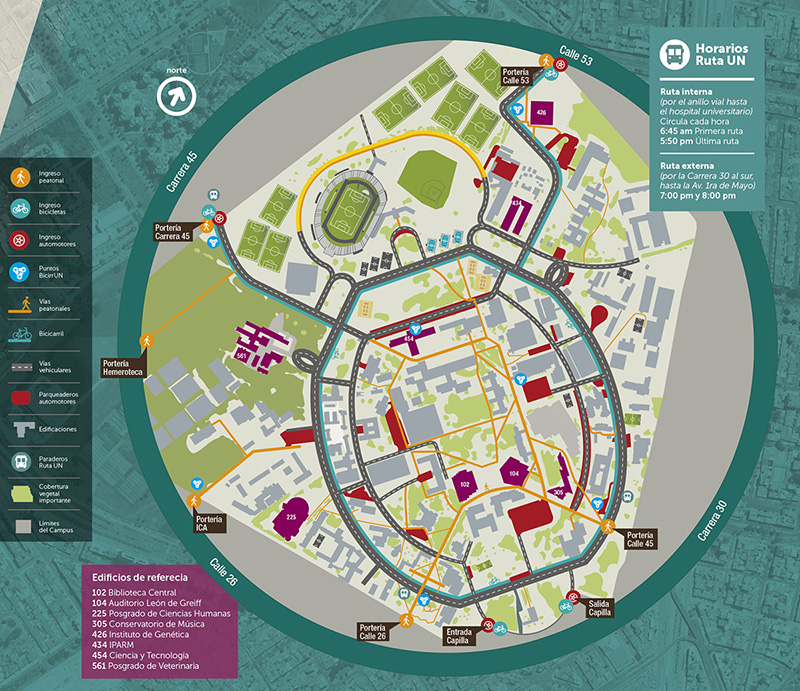 norte
Calle 53
Portería
Calle 53
Horarios
Ruta UN
Ruta interna
(por el anillo vial hasta
el hospital universitario)
Circula cada hora
6:45 am Primera ruta
5:50 pm Última ruta
Ruta externa
(por la Carrera 30 al sur,
hasta la Av. 1ra de Mayo)
7:00 pm y 8:00 pm
426
434
Carrera 45
Portería
Carrera 45
Ingreso
peatonal
Ingreso
bicicletas
Ingreso
automotores
Puntos
BicirrUN
Vías
peatonales
Bicicarril
Vías
vehiculares
Parqueaderos
automotores
Edificaciones
Paraderos
Ruta UN
Cobertura
vegetal
importante
Límites
del Campus
454
561
Portería
Hemeroteca
102
104
305
225
Portería
ICA
Portería
Calle 45
Carrera 30
Calle 26
Portería
Calle 26
Entrada
Capilla
Salida
Capilla
Edificios de referecia
102 Biblioteca Central
104 Auditorio León de Greiff
225 Posgrado de Ciencias Humanas
305 Conservatorio de Música
426 Instituto de Genética
434 IPARM
454 Ciencia y Tecnología
561 Posgrado de Veterinaria